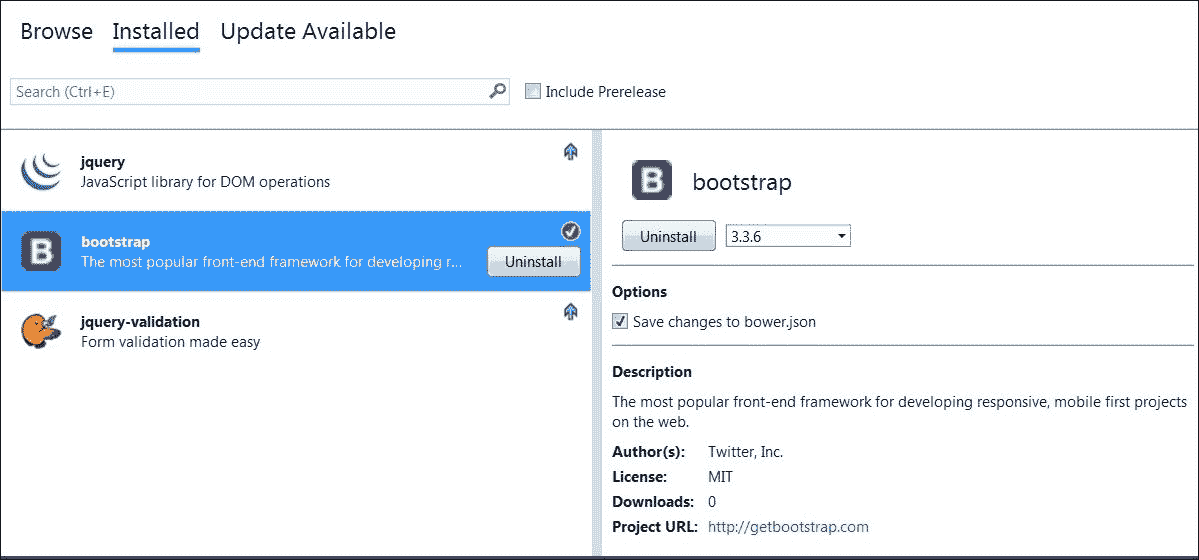 Browse Installed Update Available
Search (Ctrl+E) Include Prerelease
jquery
JavaScript library for DOM operations
B bootstrap
The most popular front-end framework for developing r... Uninstall
jquery-validation
Form validation made easy
B bootstrap
Uninstall 3.3.6
Options
Save changes to bower.json
Description
The most popular front-end framework for developing responsive, mobile first projects
on the web.
Author(s): Twitter, Inc.
License: MIT
Downloads: 0
Project URL: http://getbootstrap.com